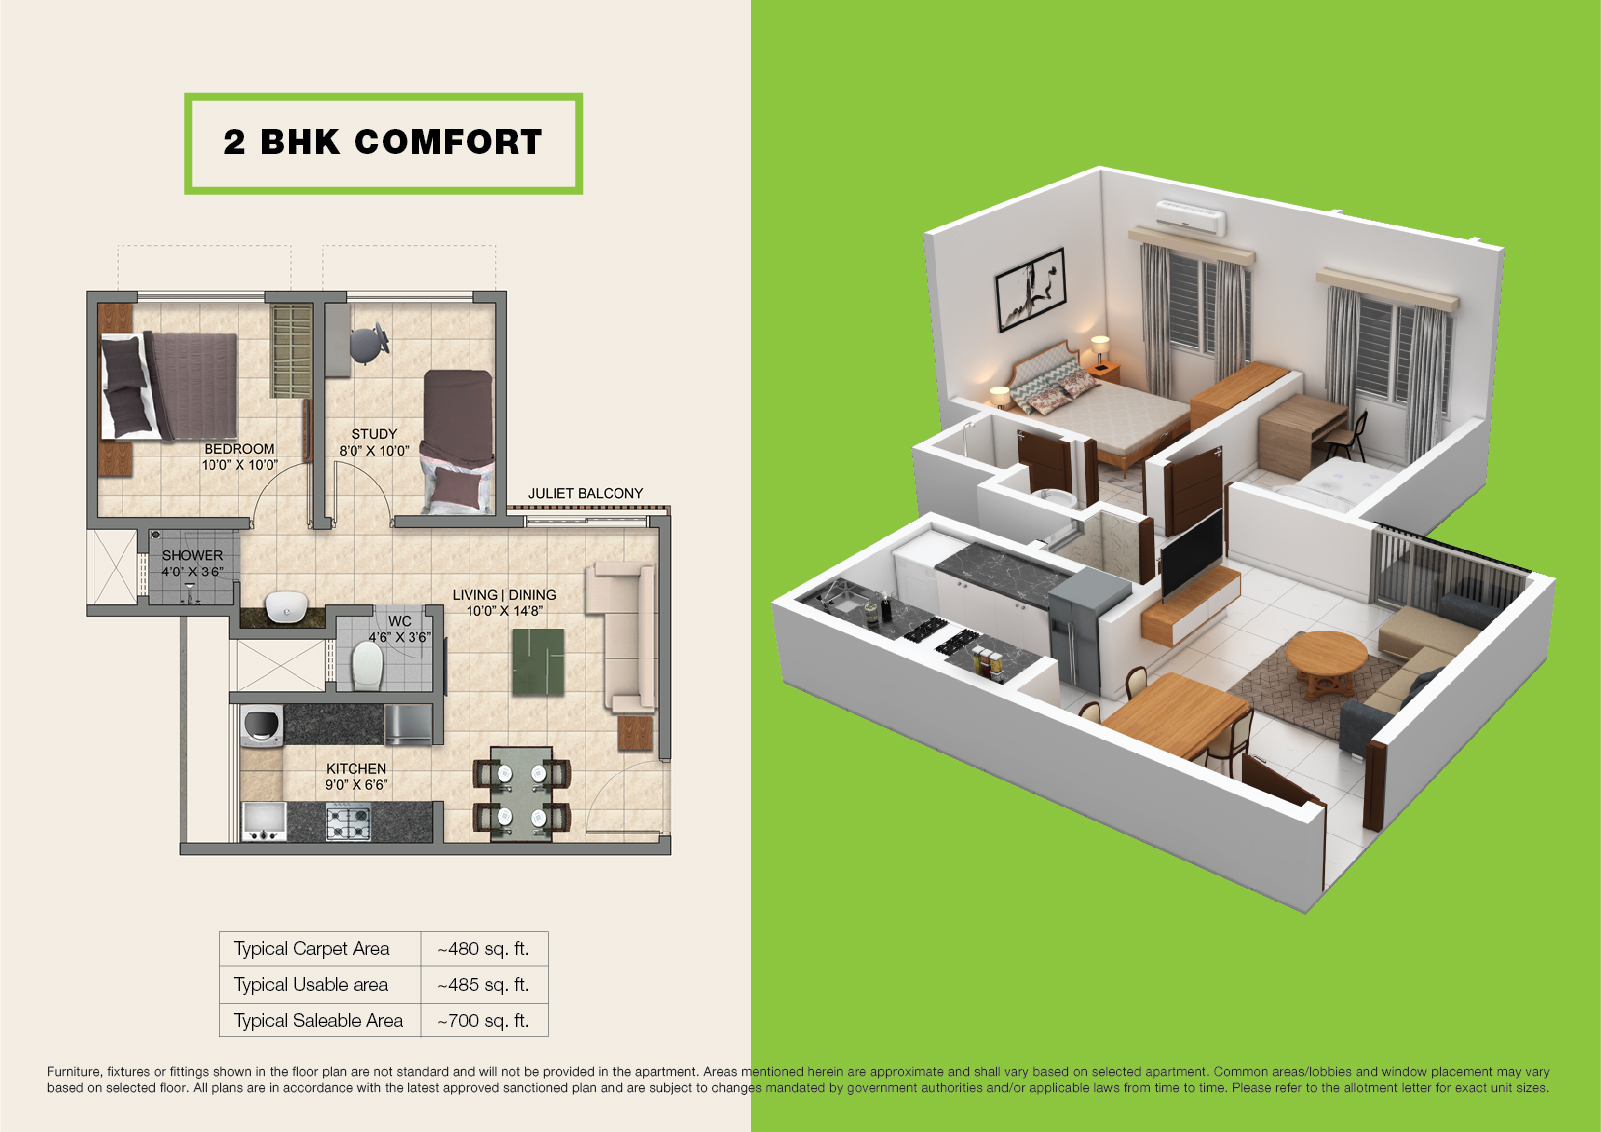 2 BHK COMFORT
BEDROOM
10'0" X 10'0"
STUDY
8'0" X 10'0"
JULIET BALCONY
SHOWER
4'0' X 3'6"
LIVING | DINING
10'0" X 14'8"
WC
4'6" X 3'6"
KITCHEN
9'0" X 6'6"
Typical Carpet Area ~480 sq. ft.
Typical Usable area ~485 sq. ft.
Typical Saleable Area ~700 sq. ft.
Furniture, fixtures or fittings shown in the floor plan are not standard and will not be provided in the apartment. Areas mentioned herein are approximate and shall vary based on selected apartment. Common areas/lobbies and window placement may vary
based on selected floor. All plans are in accordance with the latest approved sanctioned plan and are subject to changes mandated by government authorities and/or applicable laws from time to time. Please refer to the allotment letter for exact unit sizes.